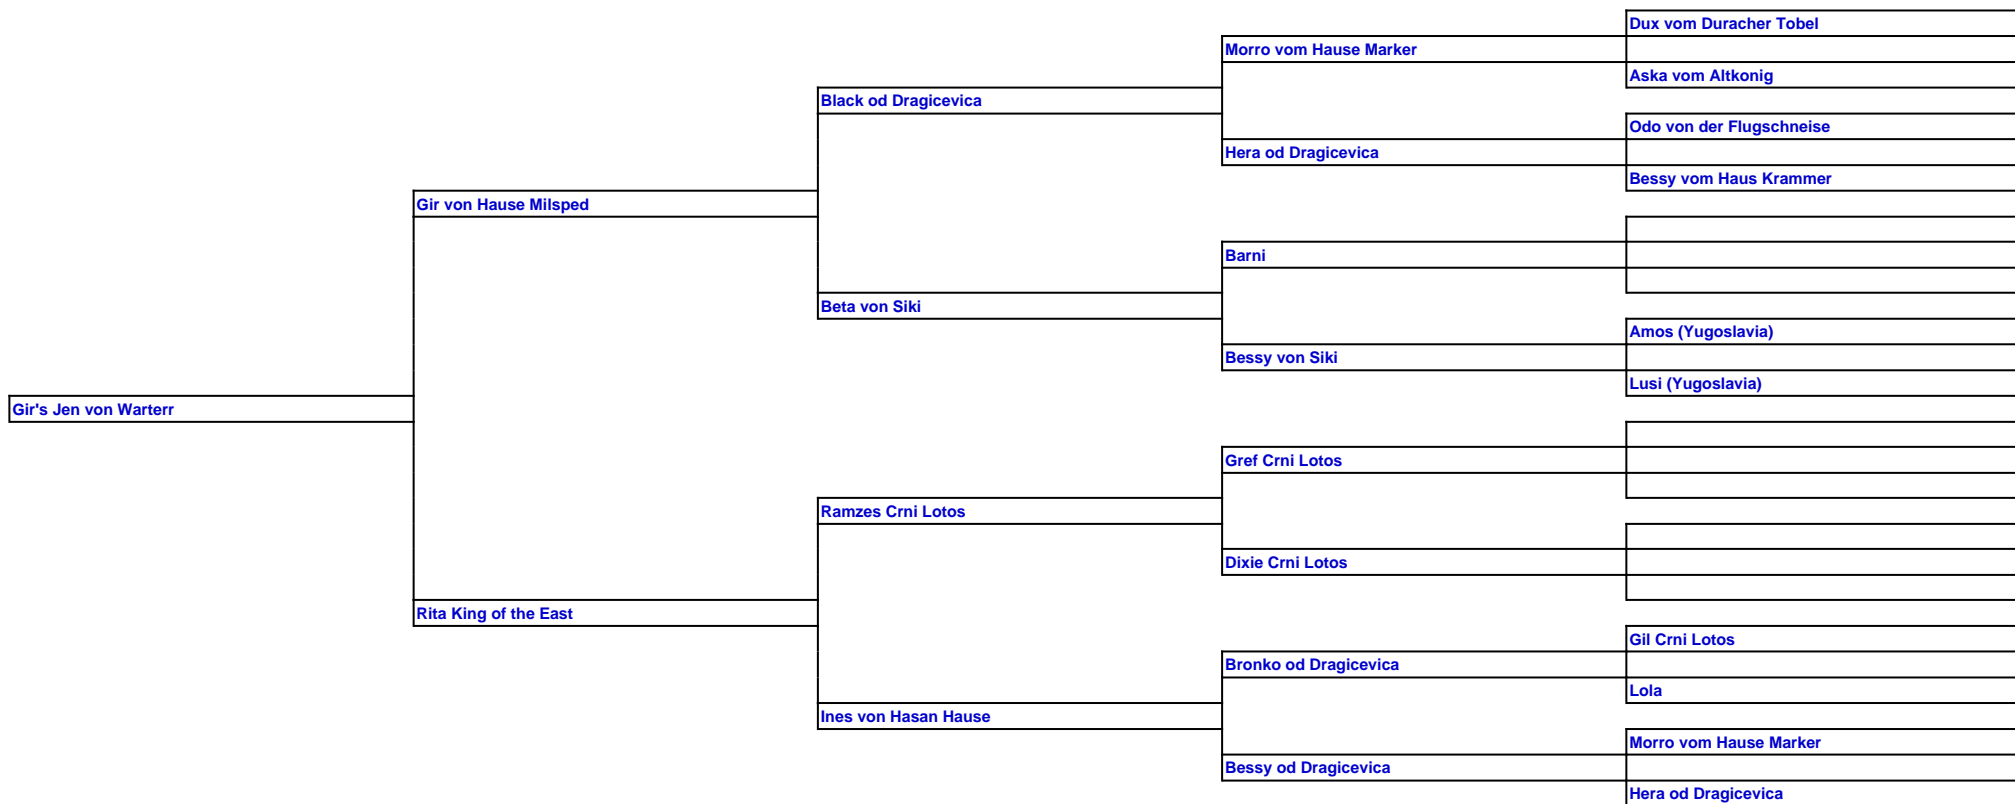 Dux vom Duracher Tobel
Morro vom Hause Marker
Aska vom Altkonig
Black od Dragicevica
Odo von der Flugschneise
Hera od Dragicevica
Bessy vom Haus Krammer
Gir von Hause Milsped
Barni
Beta von Siki
Amos (Yugoslavia)
Bessy von Siki
Lusi (Yugoslavia)
Gir's Jen von Warterr
Gref Crni Lotos
Ramzes Crni Lotos
Dixie Crni Lotos
Rita King of the East
Gil Crni Lotos
Bronko od Dragicevica
Lola
Ines von Hasan Hause
Morro vom Hause Marker
Bessy od Dragicevica
Hera od Dragicevica